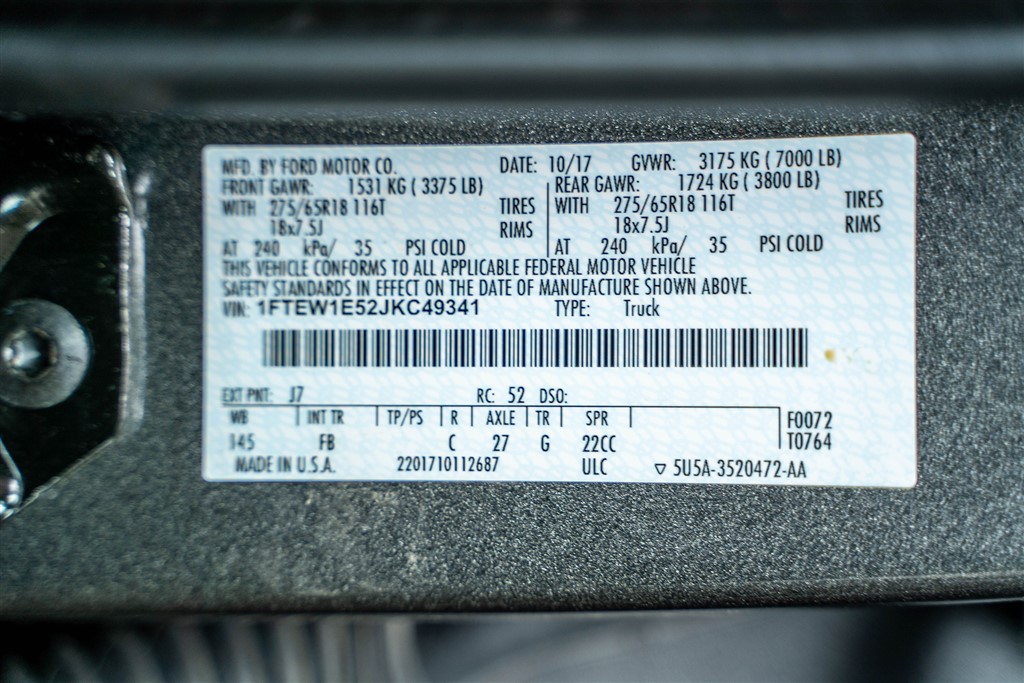 MFD. BY FORD MOTOR CO. DATE: 10/17 GVWR: 3175 KG ( 7000 LB)
FRONT GAWR: 1531 KG ( 3375 LB) REAR GAWR: 1724 KG ( 3800 LB)
WITH 275/65R18 116T TIRES WITH 275/65R18 116T TIRES
18x7.5J RIMS 18x7.5J RIMS
AT 240 kPa/ 35 PSI COLD AT 240 kPa/ 35 PSI COLD
THIS VEHICLE CONFORMS TO ALL APPLICABLE FEDERAL MOTOR VEHICLE
SAFETY STANDARDS IN EFFECT ON THE DATE OF MANUFACTURE SHOWN ABOVE.
VIN: 1FTEW1E52JKC49341 TYPE: Truck
EXT PNT: J7 RC: 52 DSO:
WB INT TR TP/PS R AXLE TR SPR F0072
145 FB C 27 G 22CC T0764
MADE IN U.S.A. 2201710112687 ULC ▽ 5U5A-3520472-AA